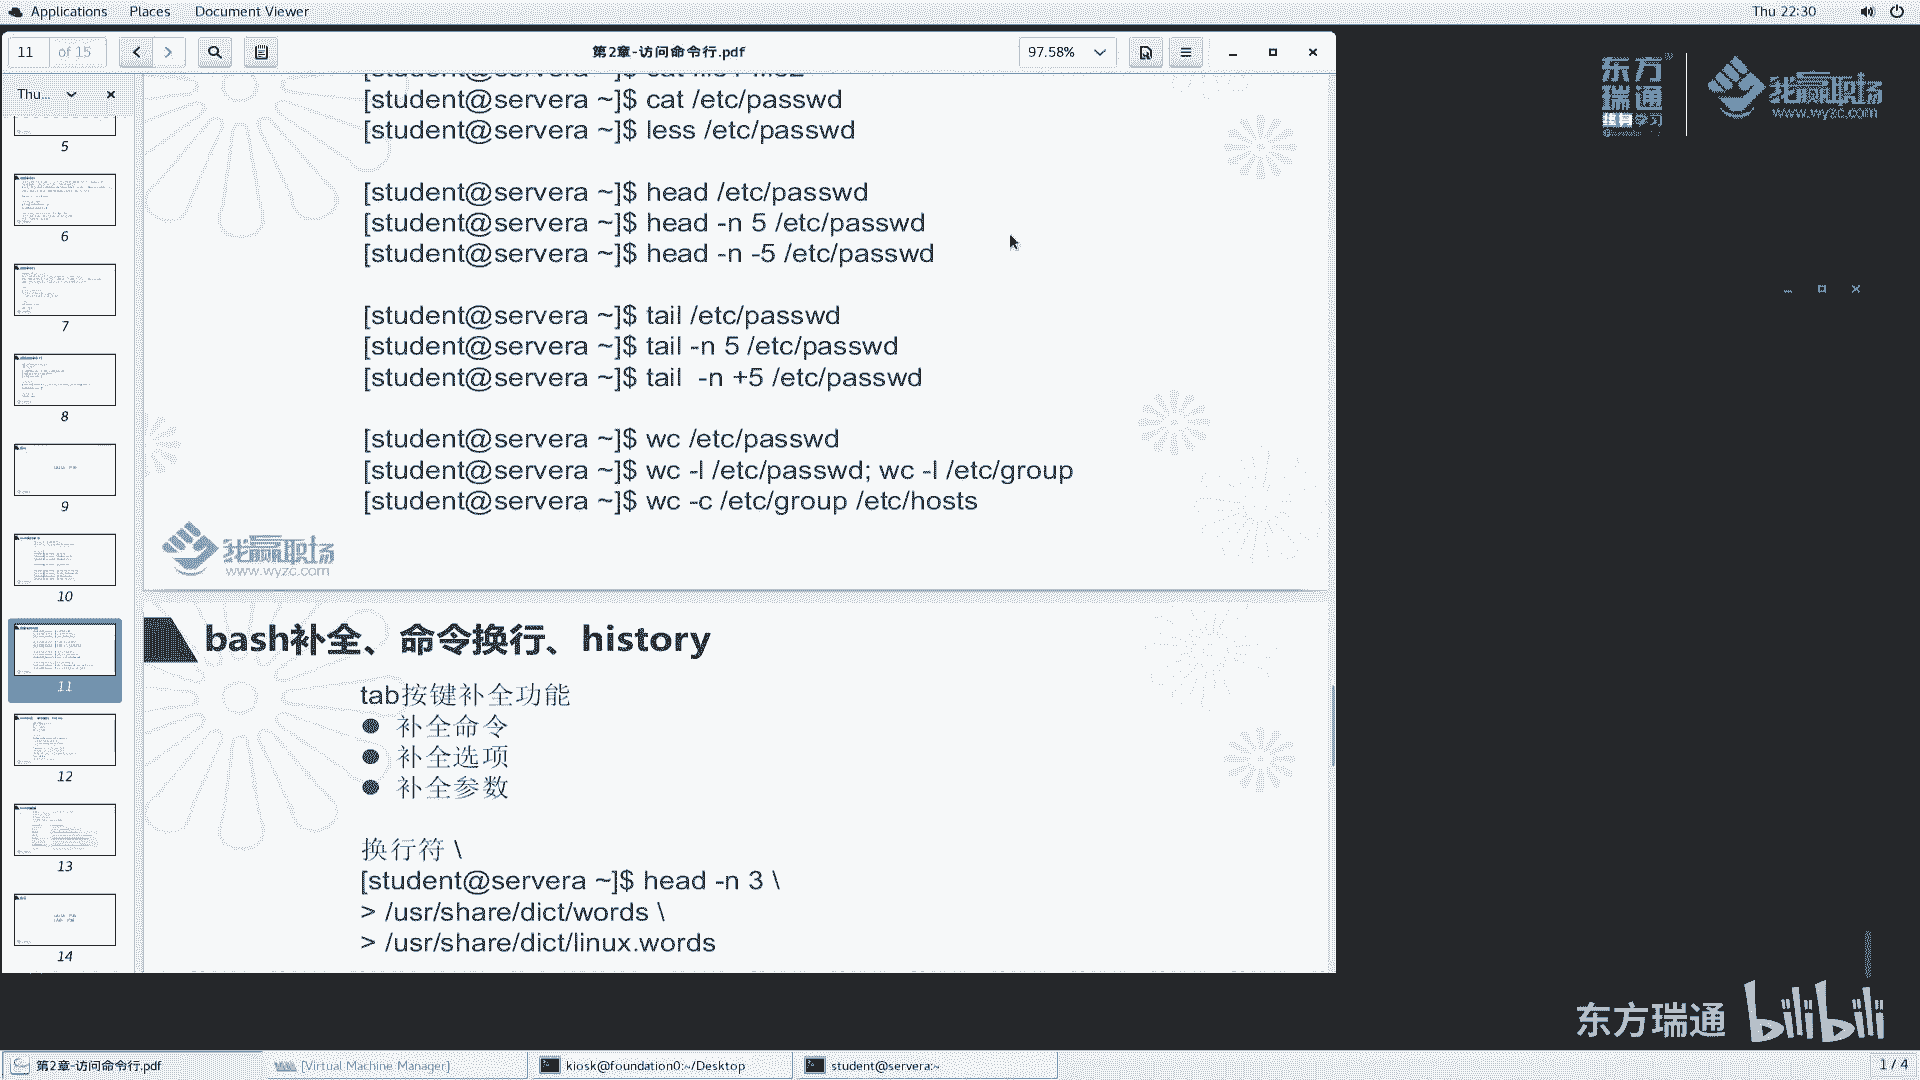 Applications Places Document Viewer
Thu 22:30
11 of 15
第2章-访问命令行.pdf
97.58%
Thu...
5
6
7
8
9
10
11
12
13
14
[student@servera ~]$ cat file1 file2
[student@servera ~]$ cat /etc/passwd
[student@servera ~]$ less /etc/passwd
[student@servera ~]$ head /etc/passwd
[student@servera ~]$ head -n 5 /etc/passwd
[student@servera ~]$ head -n -5 /etc/passwd
[student@servera ~]$ tail /etc/passwd
[student@servera ~]$ tail -n 5 /etc/passwd
[student@servera ~]$ tail  -n +5 /etc/passwd
[student@servera ~]$ wc /etc/passwd
[student@servera ~]$ wc -l /etc/passwd; wc -l /etc/group
[student@servera ~]$ wc -c /etc/group /etc/hosts
我赢职场
www.wyzc.com
bash补全、命令换行、history
tab按键补全功能
● 补全命令
● 补全选项
● 补全参数
换行符 \
[student@servera ~]$ head -n 3 \
> /usr/share/dict/words \
> /usr/share/dict/linux.words
东方
瑞通
终身学习
我赢职场
www.wyzc.com
东方瑞通 bilibili
第2章-访问命令行.pdf
[Virtual Machine Manager]
kiosk@foundation0:~/Desktop
student@servera:~
1 / 4